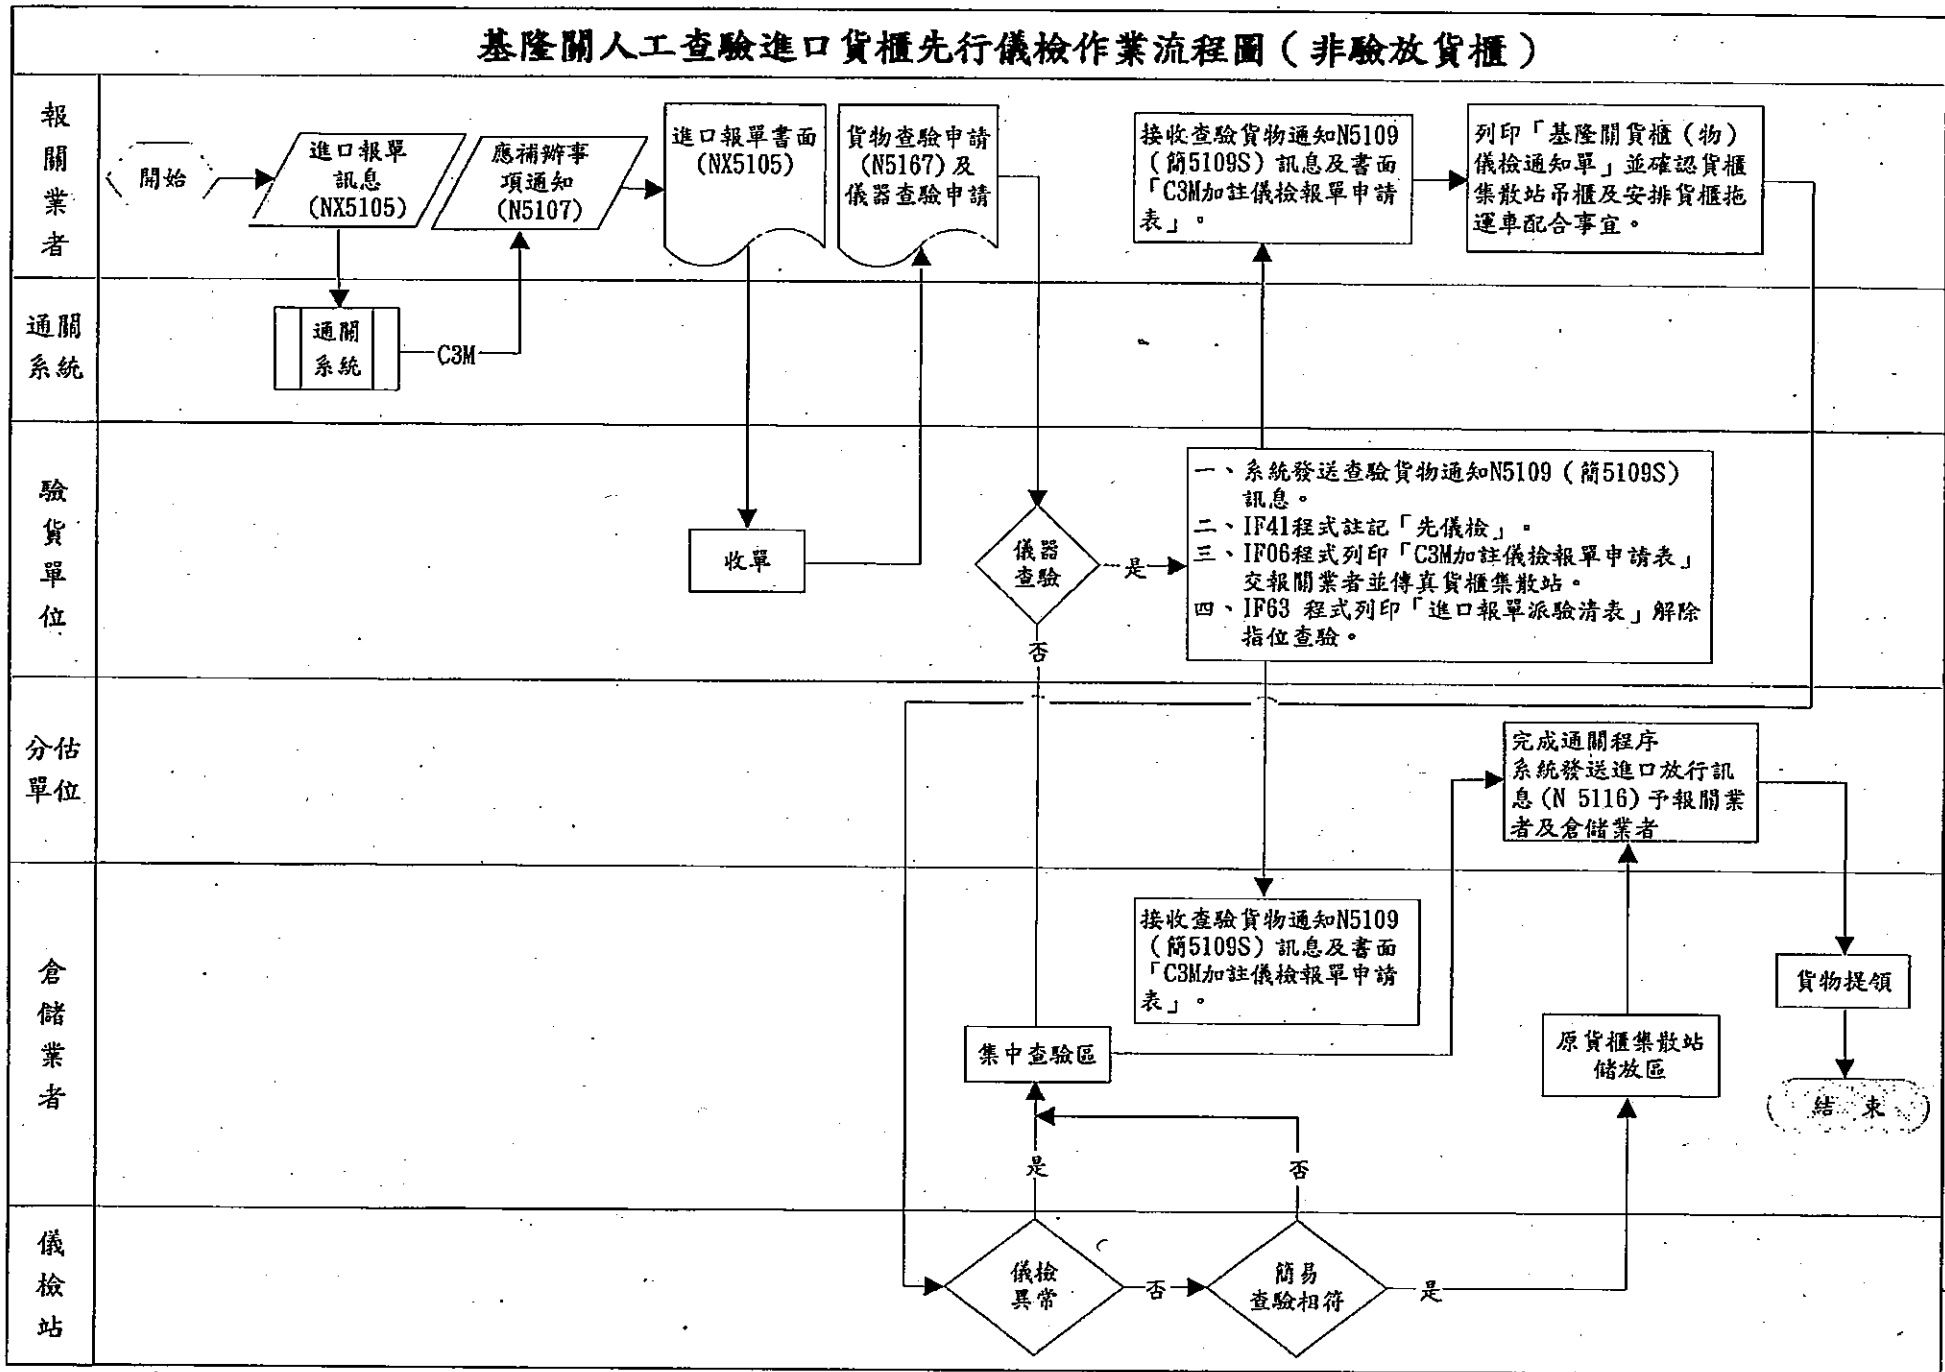 基隆關人工查驗進口貨櫃先行儀檢作業流程圖（非驗放貨櫃）
報關業者
開始
進口報單
訊息
(NX5105)
應補辦事
項通知
(N5107)
進口報單書面
(NX5105)
貨物查驗申請
(N5167)及
儀器查驗申請
接收查驗貨物通知N5109
（簡5109S）訊息及書面
「C3M加註儀檢報單申請
表」。
列印「基隆關貨櫃（物）
儀檢通知單」並確認貨櫃
集散站吊櫃及安排貨櫃拖
運車配合事宜。
通關
系統
通關
系統
C3M
驗貨單位
收單
儀器
查驗
是
否
一、系統發送查驗貨物通知N5109（簡5109S）
訊息。
二、IF41程式註記「先儀檢」。
三、IF06程式列印「C3M加註儀檢報單申請表」
交報關業者並傳真貨櫃集散站。
四、IF63 程式列印「進口報單派驗清表」解除
指位查驗。
分估
單位
完成通關程序
系統發送進口放行訊
息(N 5116)予報關業
者及倉儲業者
倉儲業者
接收查驗貨物通知N5109
（簡5109S）訊息及書面
「C3M加註儀檢報單申請
表」。
貨物提領
集中查驗區
原貨櫃集散站
儲放區
結 束
是
否
儀檢站
儀檢
異常
否
簡易
查驗相符
是